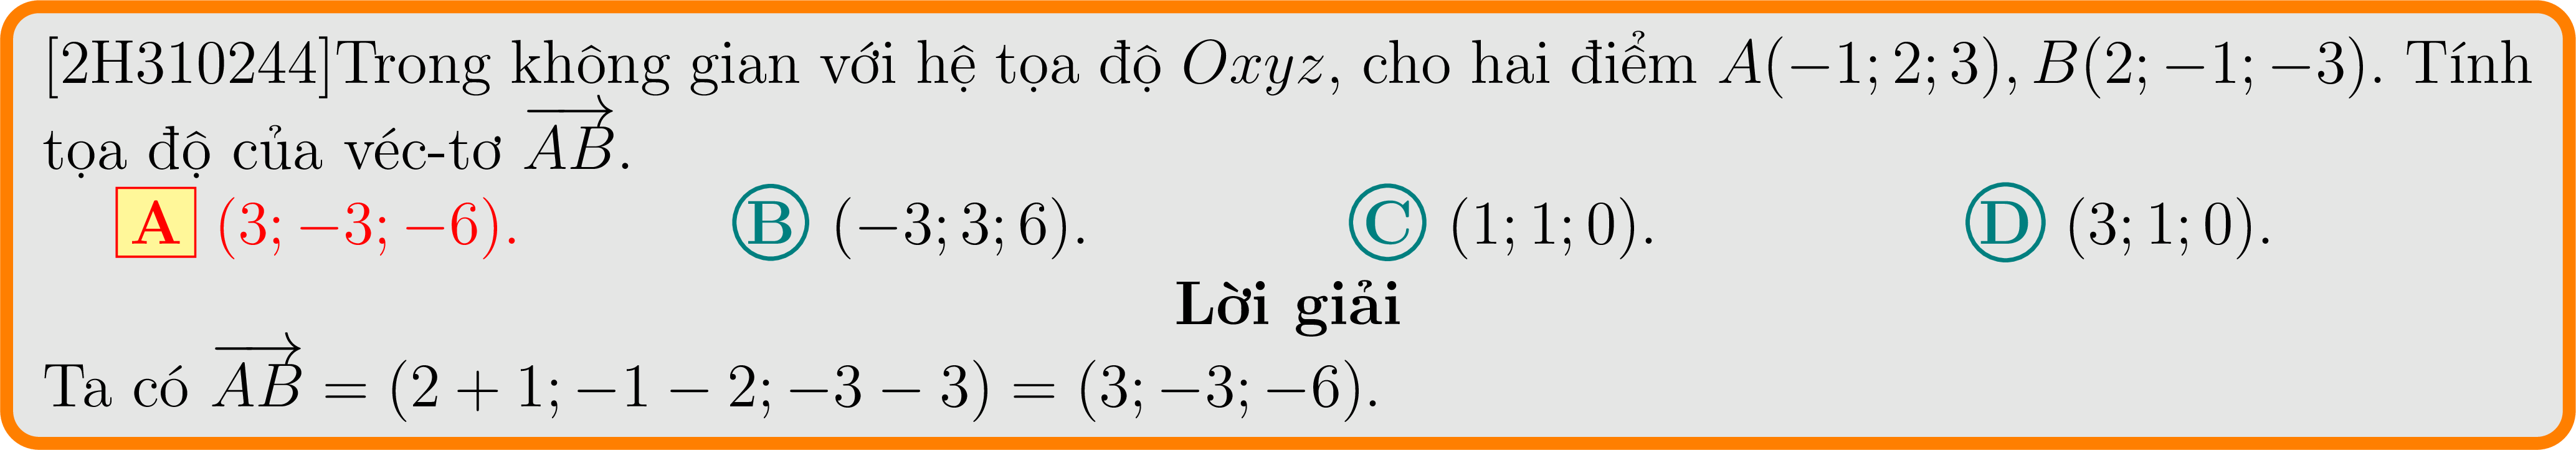 [2H310244]Trong không gian với hệ tọa độ Oxyz, cho hai điểm A(−1; 2; 3), B(2; −1; −3). Tính
tọa độ của véc-tơ $\overrightarrow{AB}$.
A (3; −3; −6). B (−3; 3; 6). C (1; 1; 0). D (3; 1; 0).
Lời giải
Ta có $\overrightarrow{AB}$ = (2 + 1; −1 − 2; −3 − 3) = (3; −3; −6).